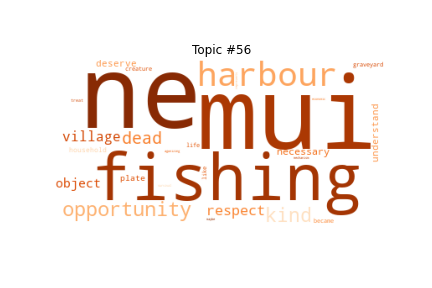 Topic #56
deserve
creature
graveyard
ne
harbour
mui
village
dead
life
understand
household
necessary
fishing
object
plate
like
opportunity
respect
kind
became